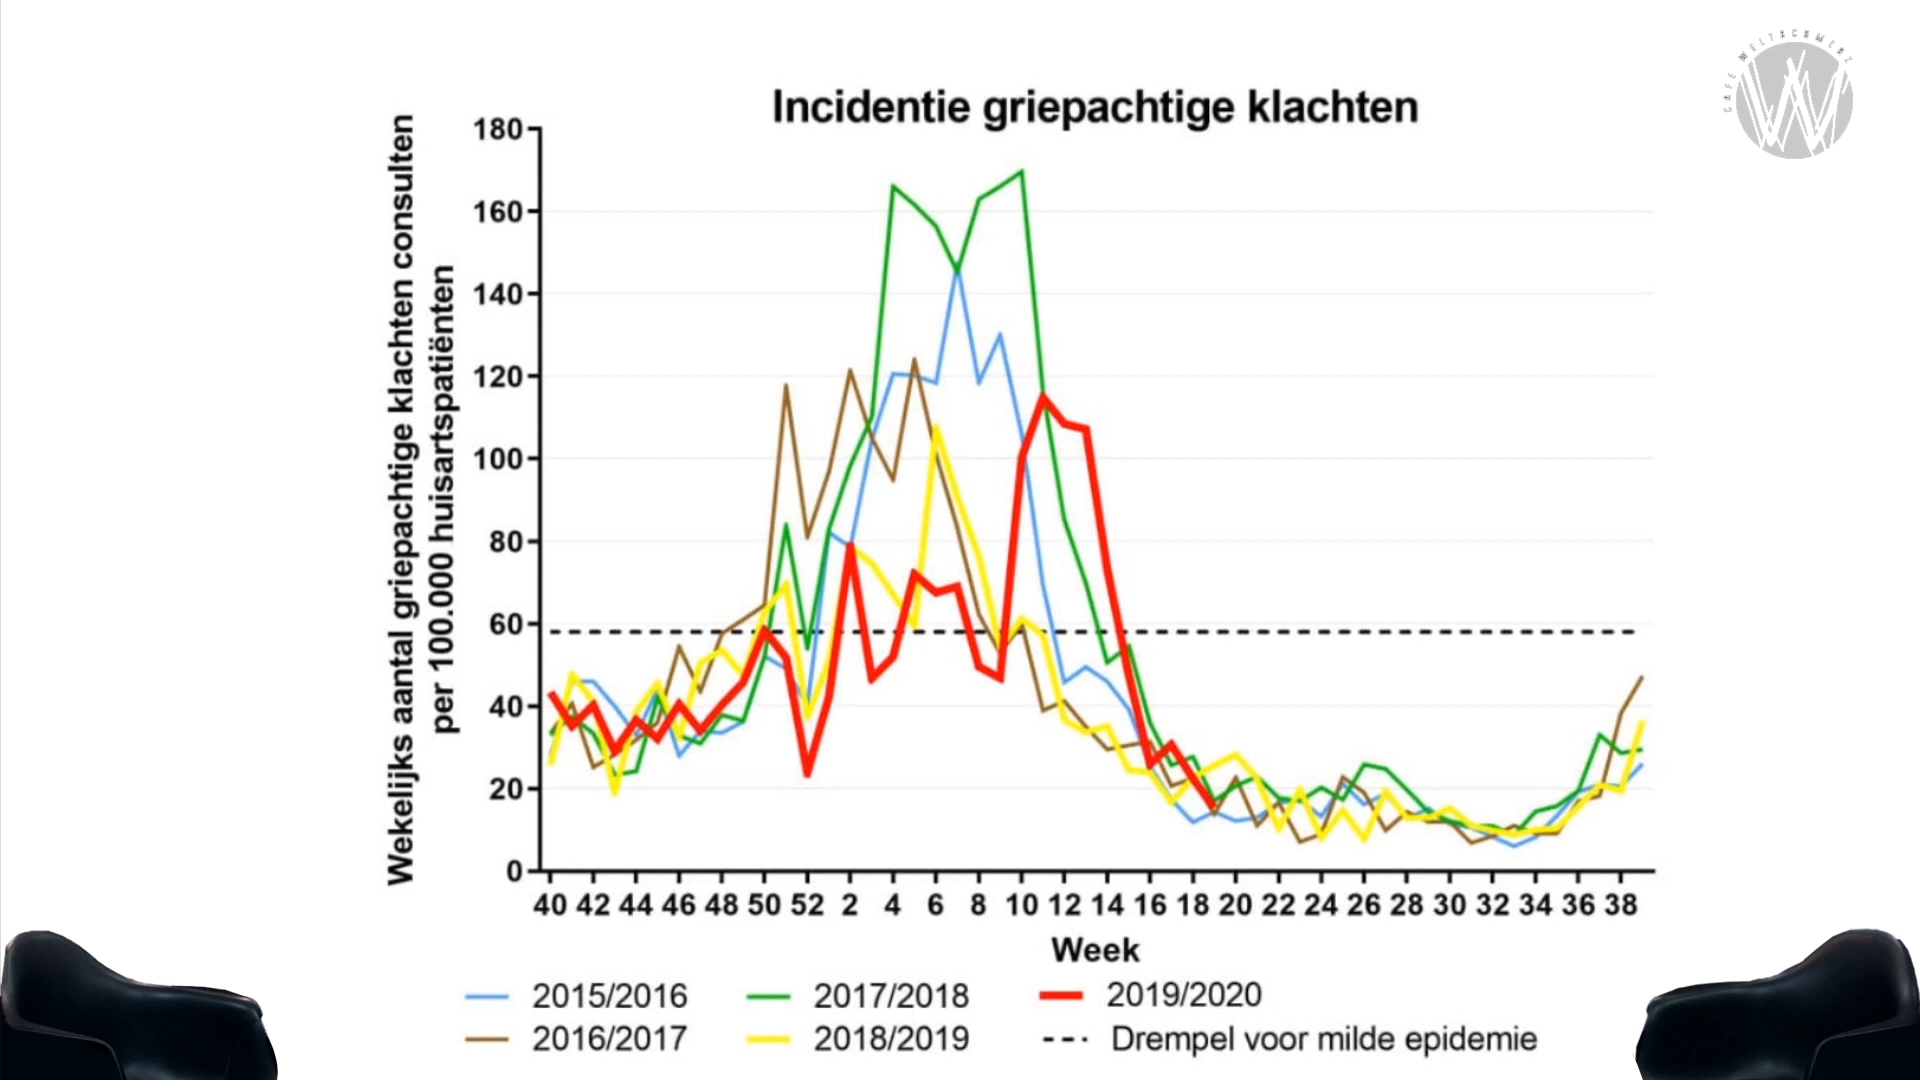 CAFE WELTSCHMERZ
Incidentie griepachtige klachten
Wekelijks aantal griepachtige klachten consulten
per 100.000 huisartspatiënten
180
160
140
120
100
80
60
40
20
0
40 42 44 46 48 50 52 2 4 6 8 10 12 14 16 18 20 22 24 26 28 30 32 34 36 38
Week
2015/2016 2017/2018 2019/2020
2016/2017 2018/2019 Drempel voor milde epidemie